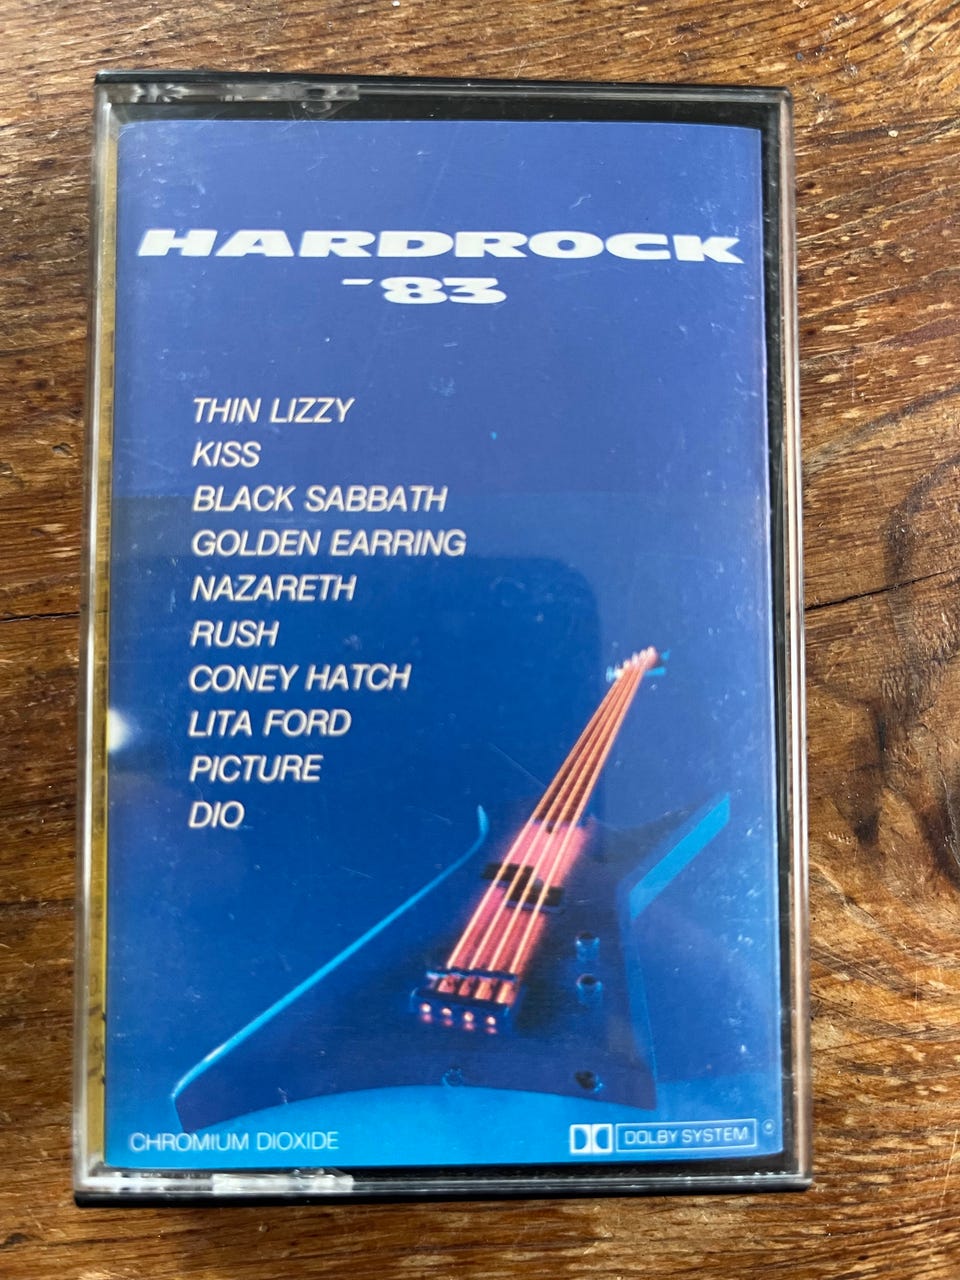 HARDROCK
-83
THIN LIZZY
KISS
BLACK SABBATH
GOLDEN EARRING
NAZARETH
RUSH
CONEY HATCH
LITA FORD
PICTURE
DIO
CHROMIUM DIOXIDE
DOLBY SYSTEM ®